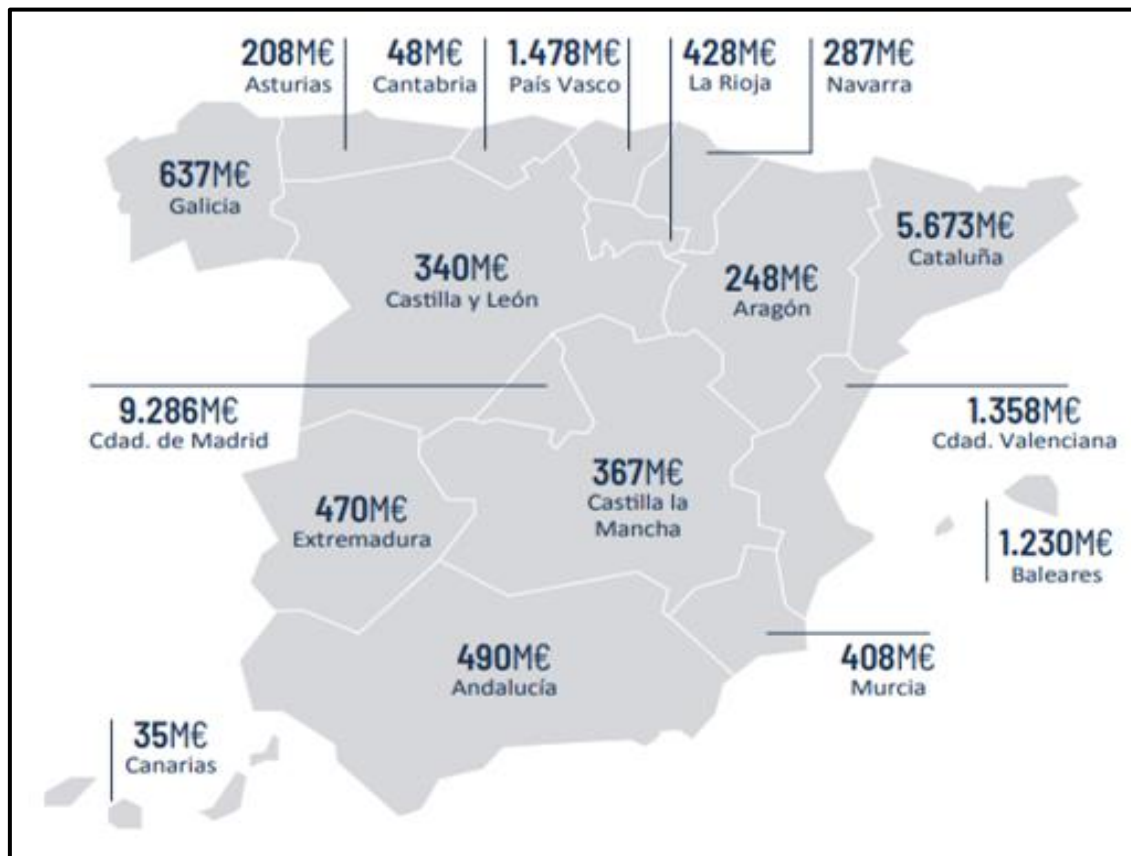 208M€
Asturias
48M€
Cantabria
1.478M€
País Vasco
428M€
La Rioja
287M€
Navarra
637M€
Galicia
5.673M€
Cataluña
340M€
Castilla y León
248M€
Aragón
9.286M€
Cdad. de Madrid
1.358M€
Cdad. Valenciana
367M€
Castilla la
Mancha
470M€
Extremadura
1.230M€
Baleares
490M€
Andalucía
408M€
Murcia
35M€
Canarias